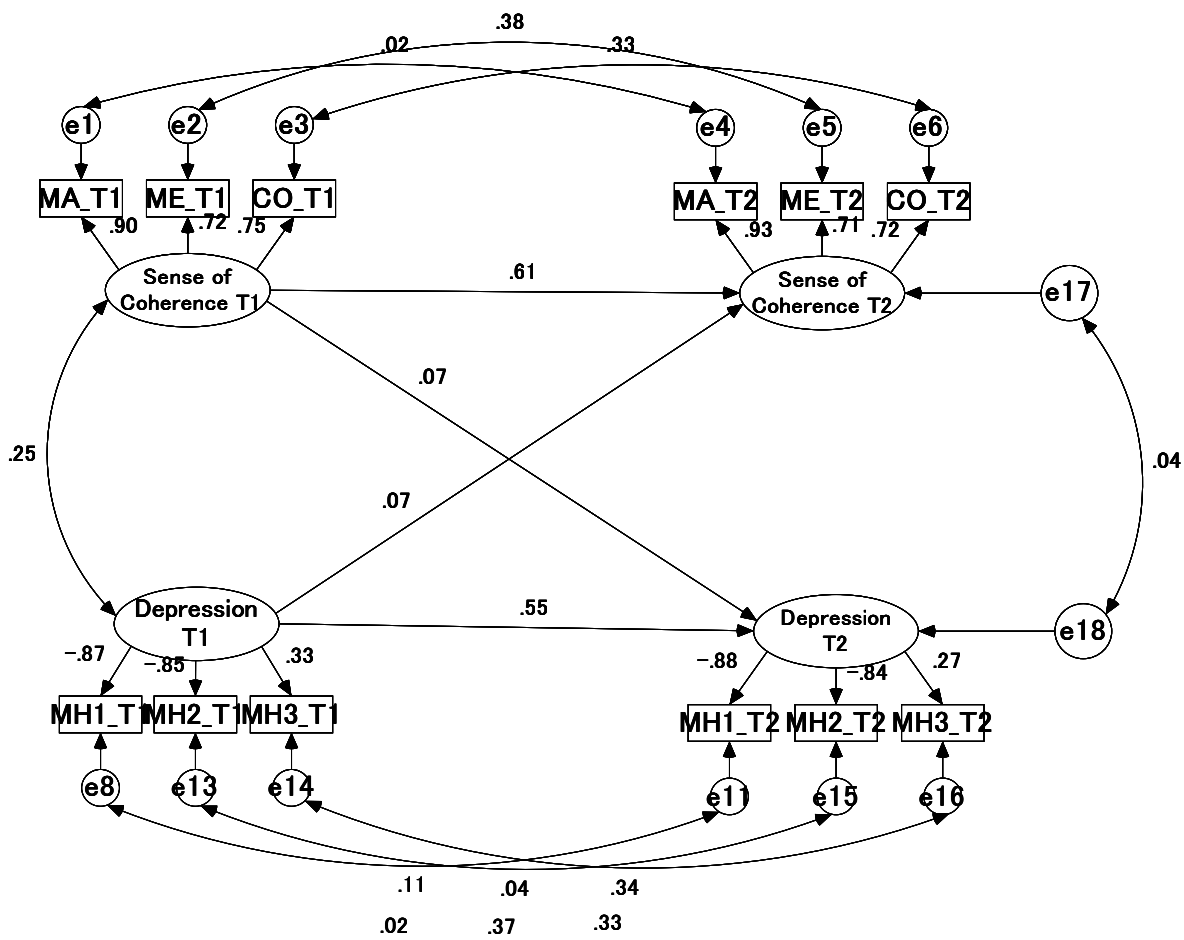 .38
.02
.33
e1
e2
e3
e4
e5
e6
MA_T1
ME_T1
CO_T1
MA_T2
ME_T2
CO_T2
.90
.72
.75
.93
.71
.72
Sense of
Coherence T1
.61
Sense of
Coherence T2
e17
.07
.25
.04
.07
Depression
T1
.55
Depression
T2
e18
-.87
-.85
.33
-.88
-.84
.27
MH1_T1
MH2_T1
MH3_T1
MH1_T2
MH2_T2
MH3_T2
e8
e13
e14
e11
e15
e16
.11
.04
.34
.02
.37
.33